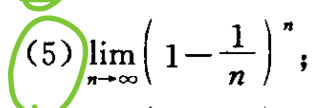 (5) lim_{n→∞} ( 1 − 1/n )^n ;